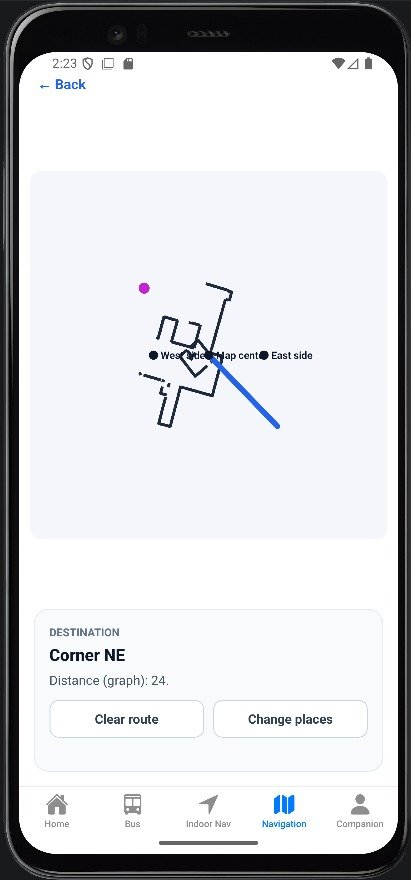 2:23
← Back
West side Map center East side
DESTINATION
Corner NE
Distance (graph): 24.
Clear route
Change places
Home
Bus
Indoor Nav
Navigation
Companion